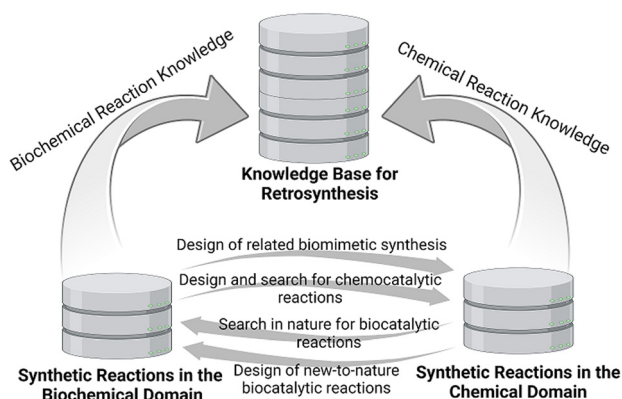 Biochemical Reaction Knowledge
Chemical Reaction Knowledge
Knowledge Base for
Retrosynthesis
Design of related biomimetic synthesis
Design and search for chemocatalytic
reactions
Search in nature for biocatalytic
reactions
Design of new-to-nature
biocatalytic reactions
Synthetic Reactions in the
Biochemical Domain
Synthetic Reactions in the
Chemical Domain